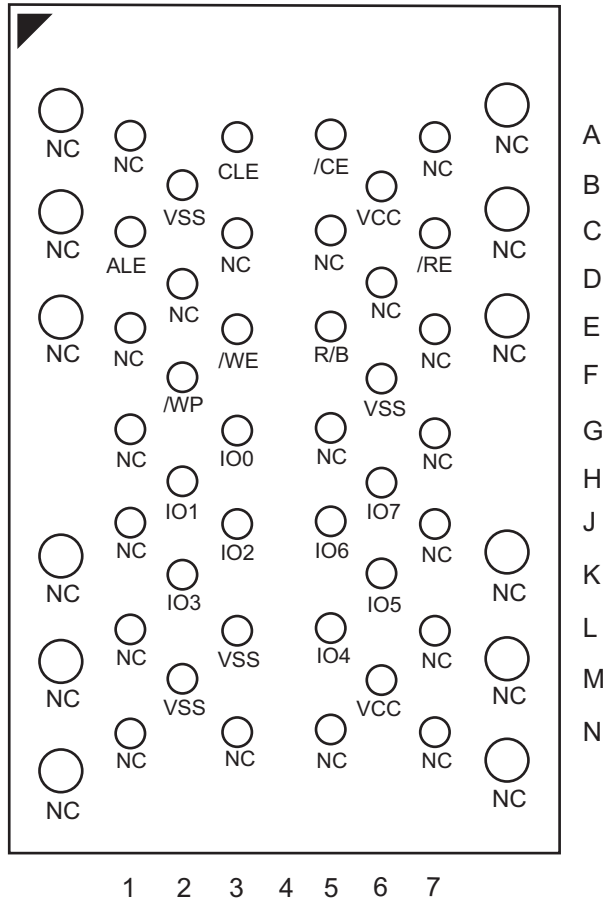 NC NC CLE /CE NC NC A
VSS VCC B
NC ALE NC NC /RE NC C
NC NC D
NC NC /WE R/B NC NC E
/WP VSS F
NC IO0 NC NC G
IO1 IO7 H
NC IO2 IO6 NC J
NC IO3 IO5 NC K
NC VSS IO4 NC L
NC VSS VCC NC M
NC NC NC NC N
NC NC
1 2 3 4 5 6 7